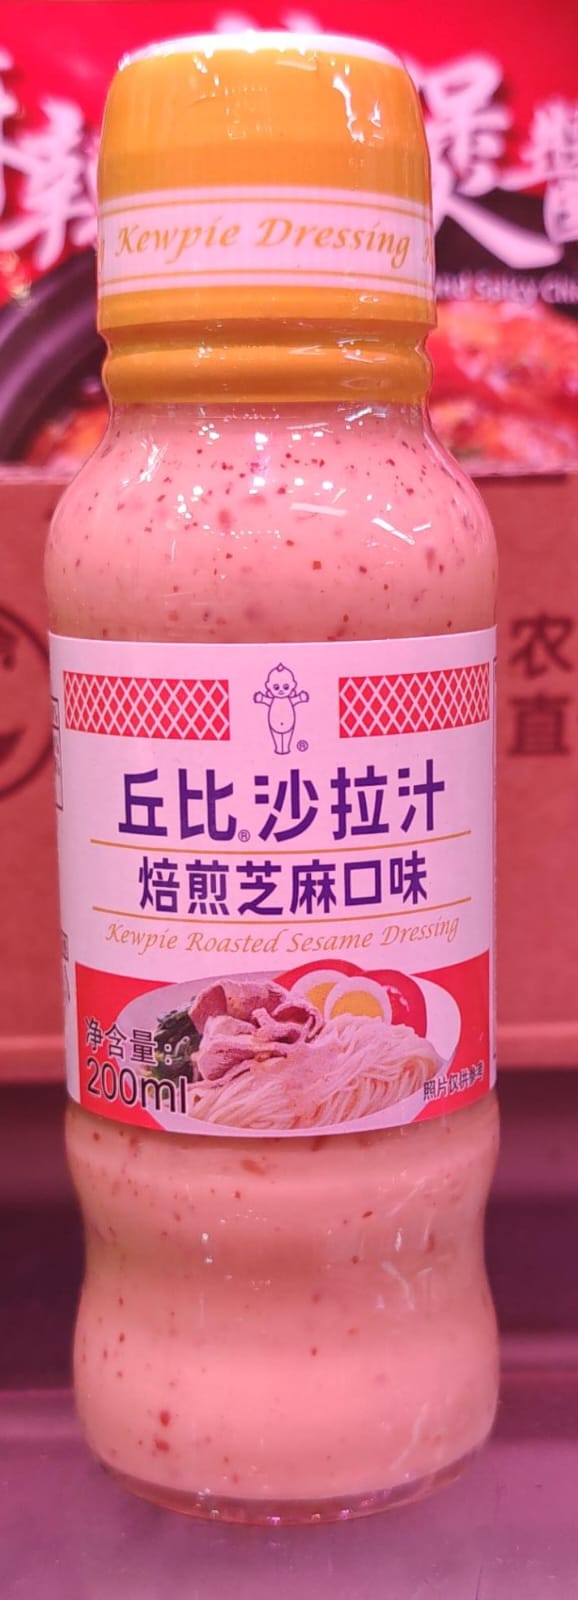 Kewpie Dressing
農
直
丘比®沙拉汁
焙煎芝麻口味
Kewpie Roasted Sesame Dressing
净含量:
200ml
照片仅供参考